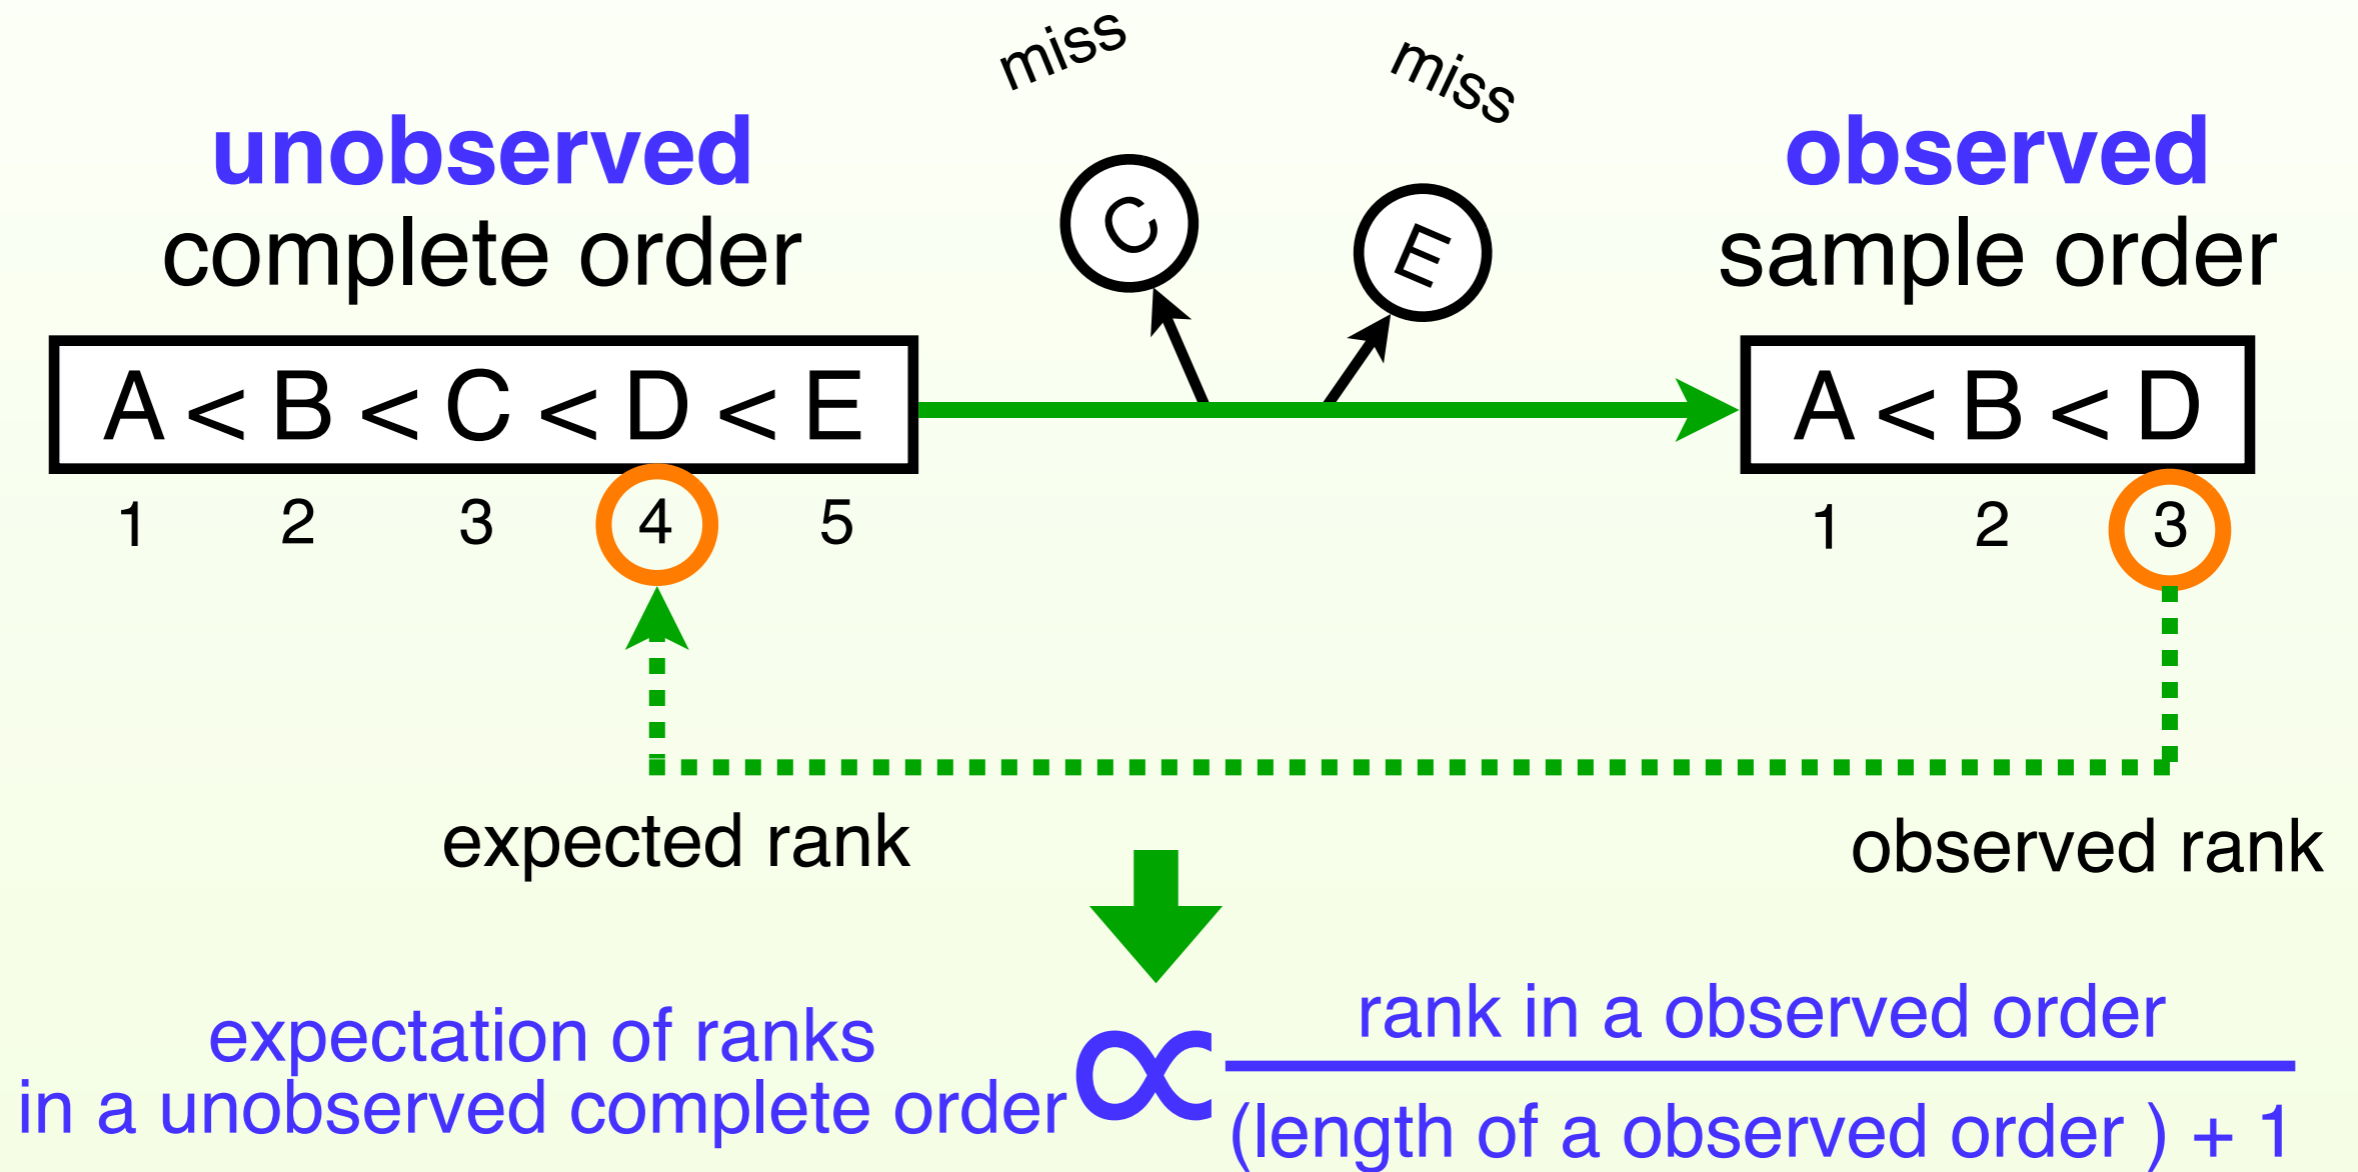 miss
miss
unobserved
complete order
observed
sample order
C
E
A < B < C < D < E
A < B < D
1 2 3 4 5
1 2 3
expected rank
observed rank
expectation of ranks
in a unobserved complete order
∝
rank in a observed order
(length of a observed order ) + 1